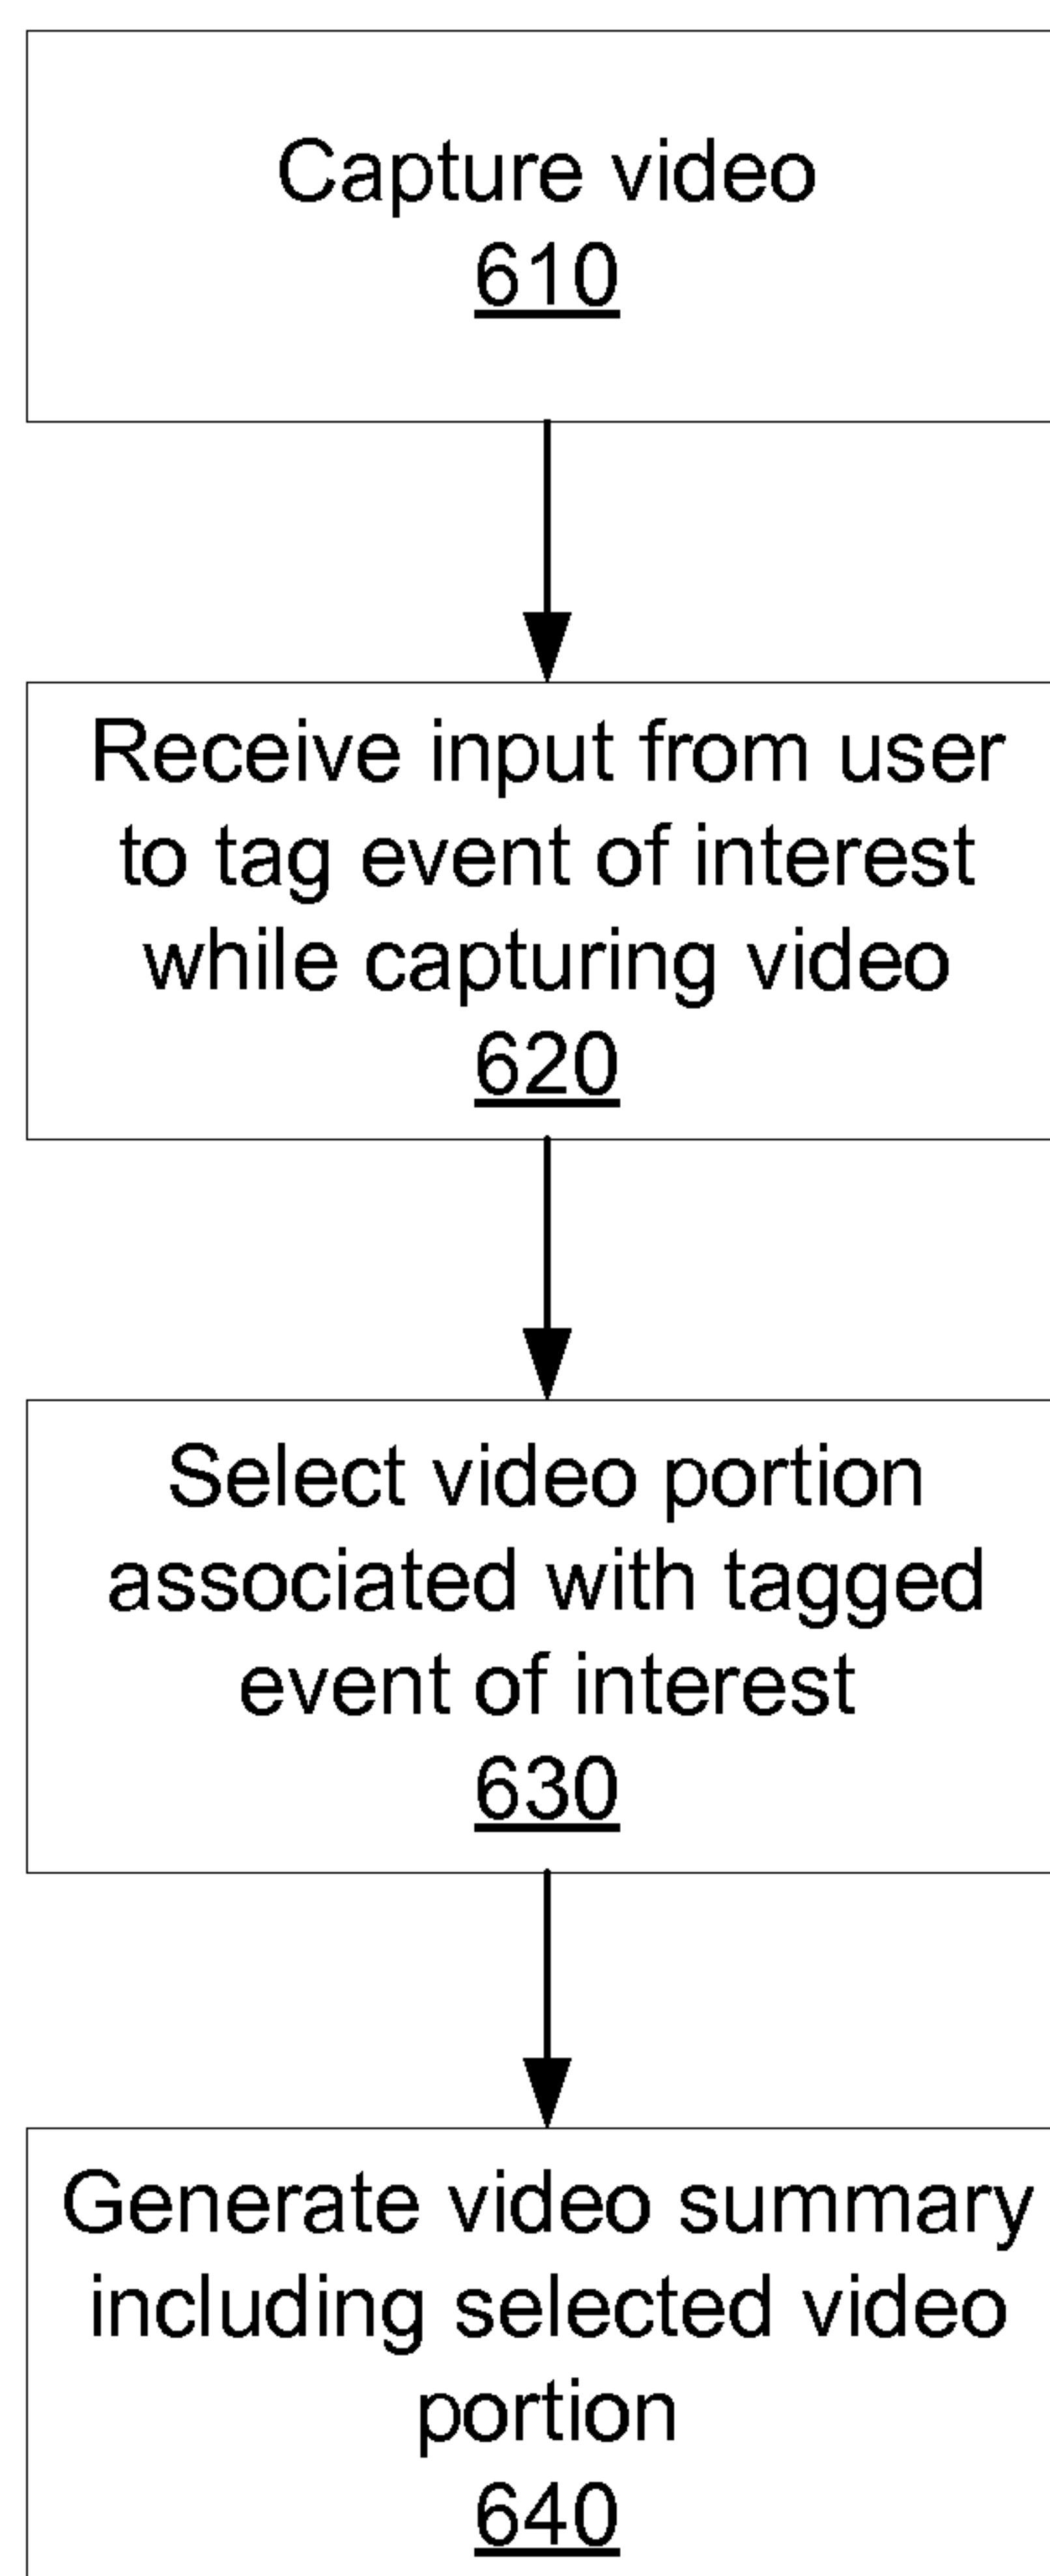 Capture video
610
Receive input from user
to tag event of interest
while capturing video
620
Select video portion
associated with tagged
event of interest
630
Generate video summary
including selected video
portion
640